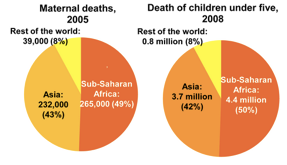 Maternal deaths,
2005
Rest of the world:
39,000 (8%)
Asia:
232,000
(43%)
Sub-Saharan
Africa:
265,000 (49%)
Death of children under five,
2008
Rest of the world:
0.8 million (8%)
Asia:
3.7 million
(42%)
Sub-Saharan
Africa:
4.4 million
(50%)